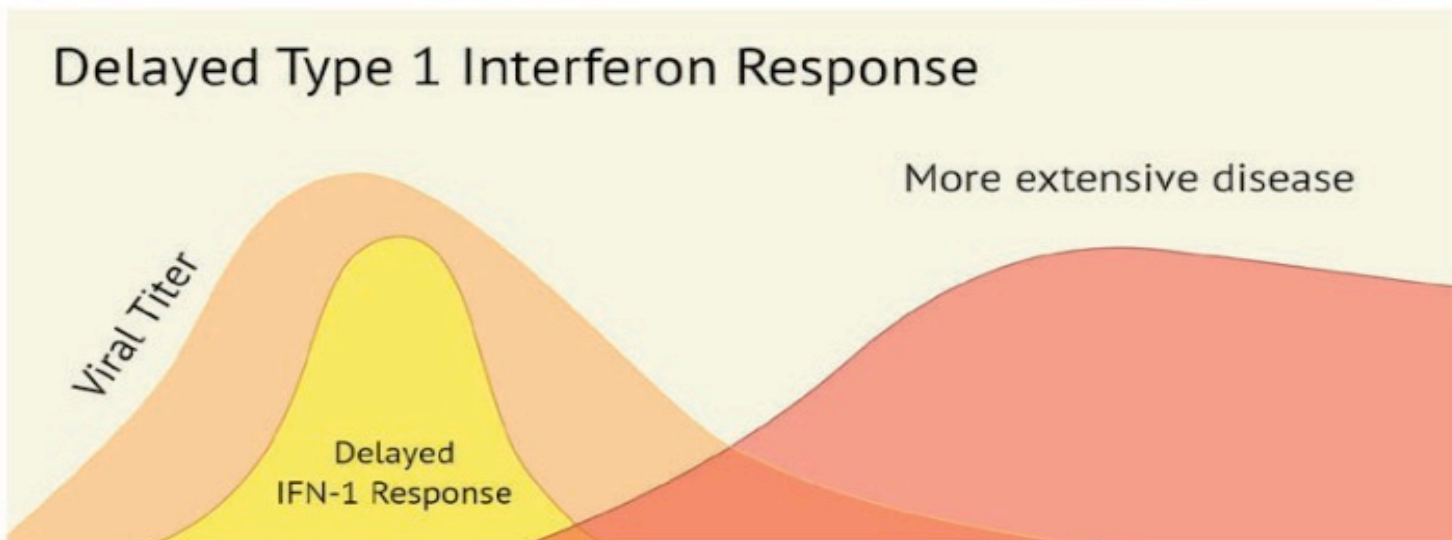 Delayed Type 1 Interferon Response
More extensive disease
Viral Titer
Delayed
IFN-1 Response